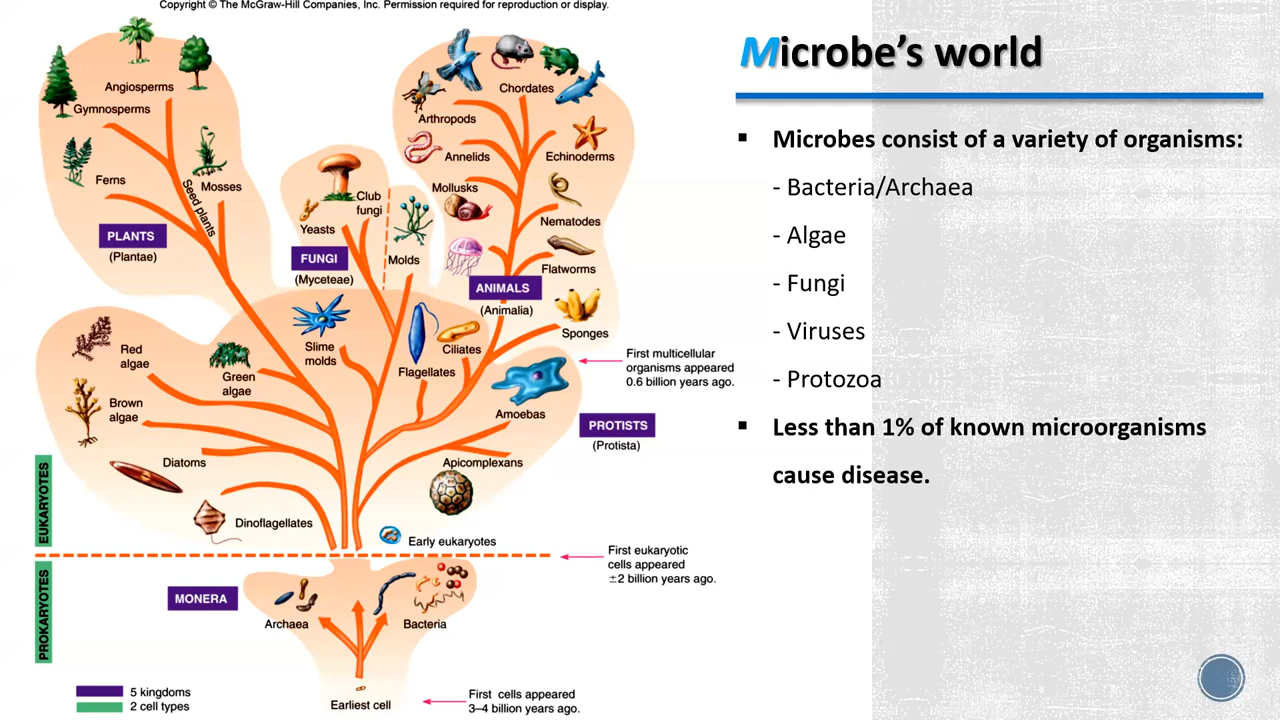 Copyright © The McGraw-Hill Companies, Inc. Permission required for reproduction or display.
Angiosperms
Gymnosperms
Ferns
Mosses
Seed plants
PLANTS
(Plantae)
Club
fungi
Yeasts
FUNGI
(Myceteae)
Molds
Chordates
Arthropods
Annelids
Echinoderms
Mollusks
Nematodes
Flatworms
ANIMALS
(Animalia)
Sponges
Red
algae
Green
algae
Brown
algae
Slime
molds
Ciliates
Flagellates
Amoebas
First multicellular
organisms appeared
0.6 billion years ago.
PROTISTS
(Protista)
Diatoms
Apicomplexans
Dinoflagellates
Early eukaryotes
EUKARYOTES
First eukaryotic
cells appeared
±2 billion years ago.
PROKARYOTES
MONERA
Archaea
Bacteria
Earliest cell
First cells appeared
3–4 billion years ago.
5 kingdoms
2 cell types
Microbe’s world
▪ Microbes consist of a variety of organisms:
- Bacteria/Archaea
- Algae
- Fungi
- Viruses
- Protozoa
▪ Less than 1% of known microorganisms
cause disease.